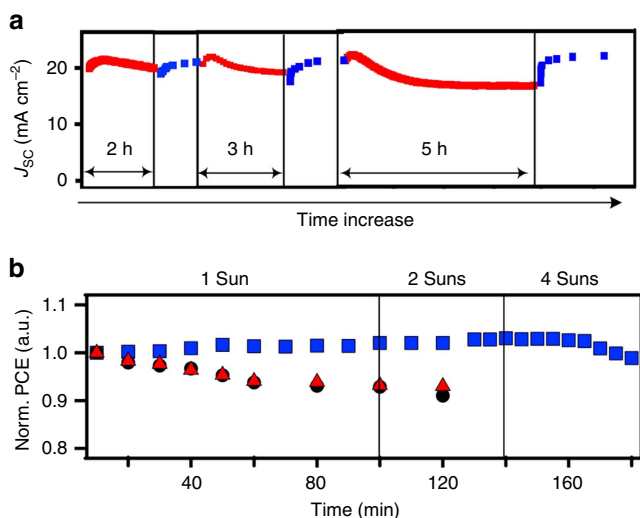 a
J_SC (mA cm⁻²)
20
10
0
2 h
3 h
5 h
Time increase
b
1 Sun
2 Suns
4 Suns
Norm. PCE (a.u.)
1.1
1.0
0.9
0.8
40
80
120
160
Time (min)